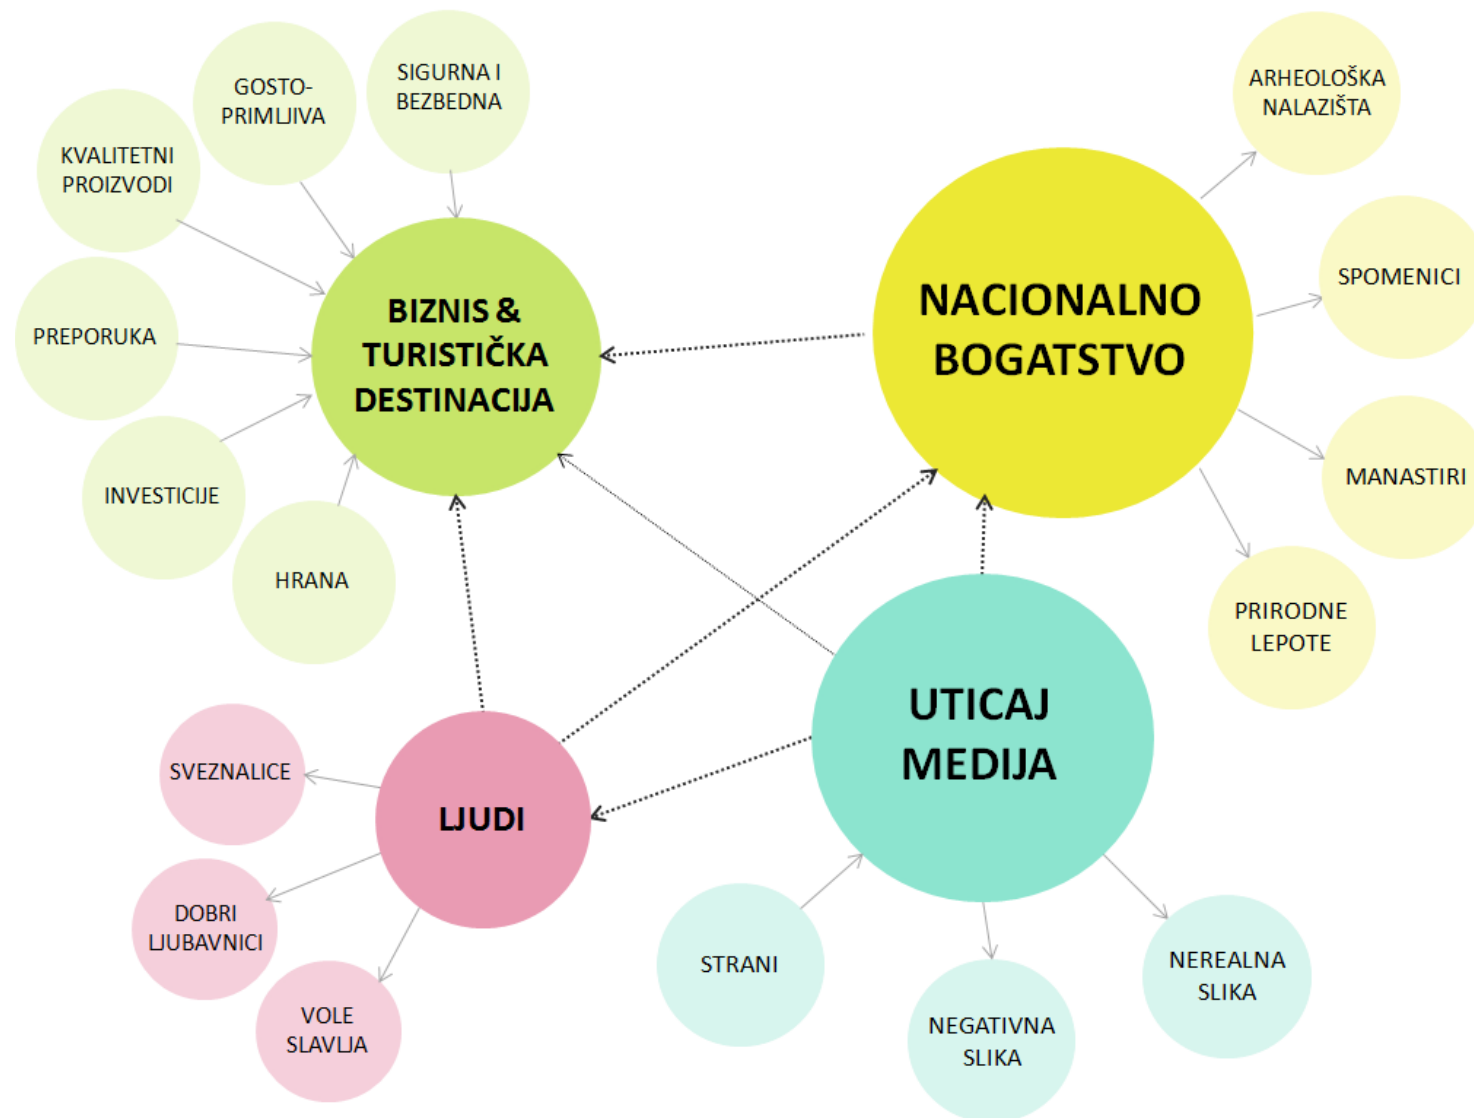 SIGURNA I
BEZBEDNA
GOSTO-
PRIMLJIVA
KVALITETNI
PROIZVODI
PREPORUKA
INVESTICIJE
HRANA
BIZNIS &
TURISTIČKA
DESTINACIJA
NACIONALNO
BOGATSTVO
ARHEOLOŠKA
NALAZIŠTA
SPOMENICI
MANASTIRI
PRIRODNE
LEPOTE
LJUDI
SVEZNALICE
DOBRI
LJUBAVNICI
VOLE
SLAVLJA
UTICAJ
MEDIJA
STRANI
NEGATIVNA
SLIKA
NEREALNA
SLIKA